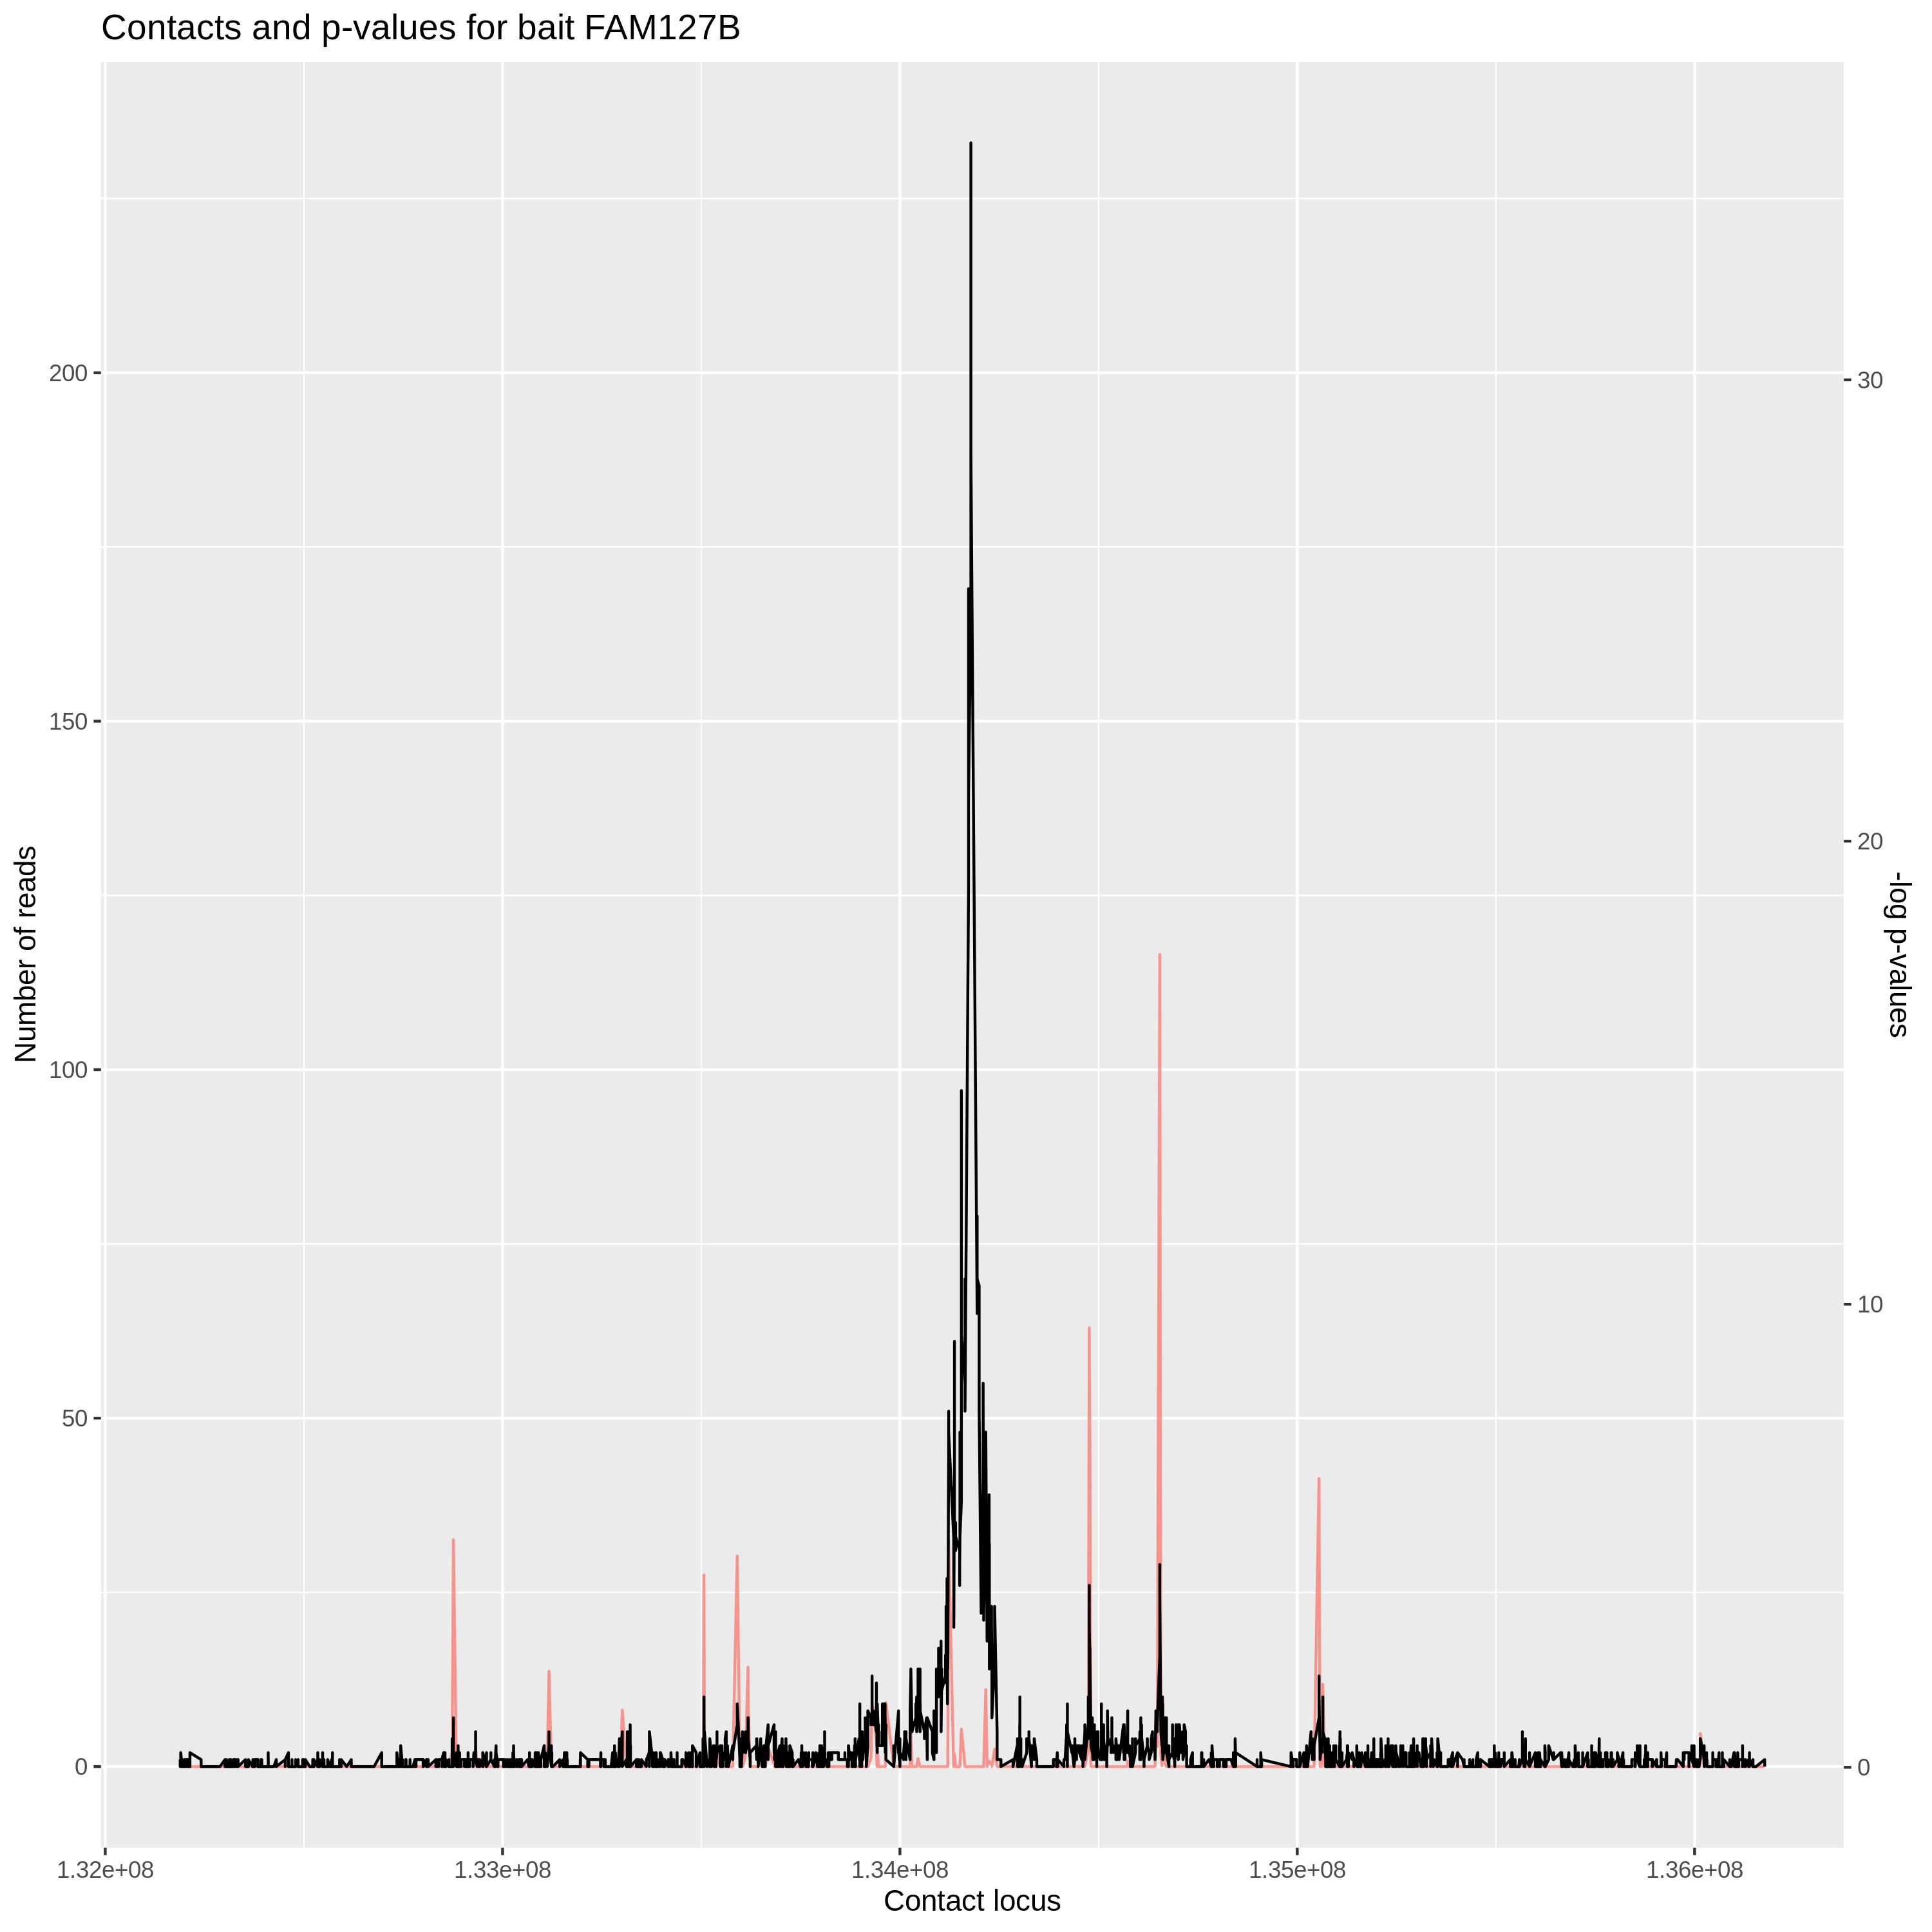 Contacts and p-values for bait FAM127B
Number of reads
200
150
100
50
0
30
20
10
0
-log p-values
1.32e+08
1.33e+08
1.34e+08
1.35e+08
1.36e+08
Contact locus